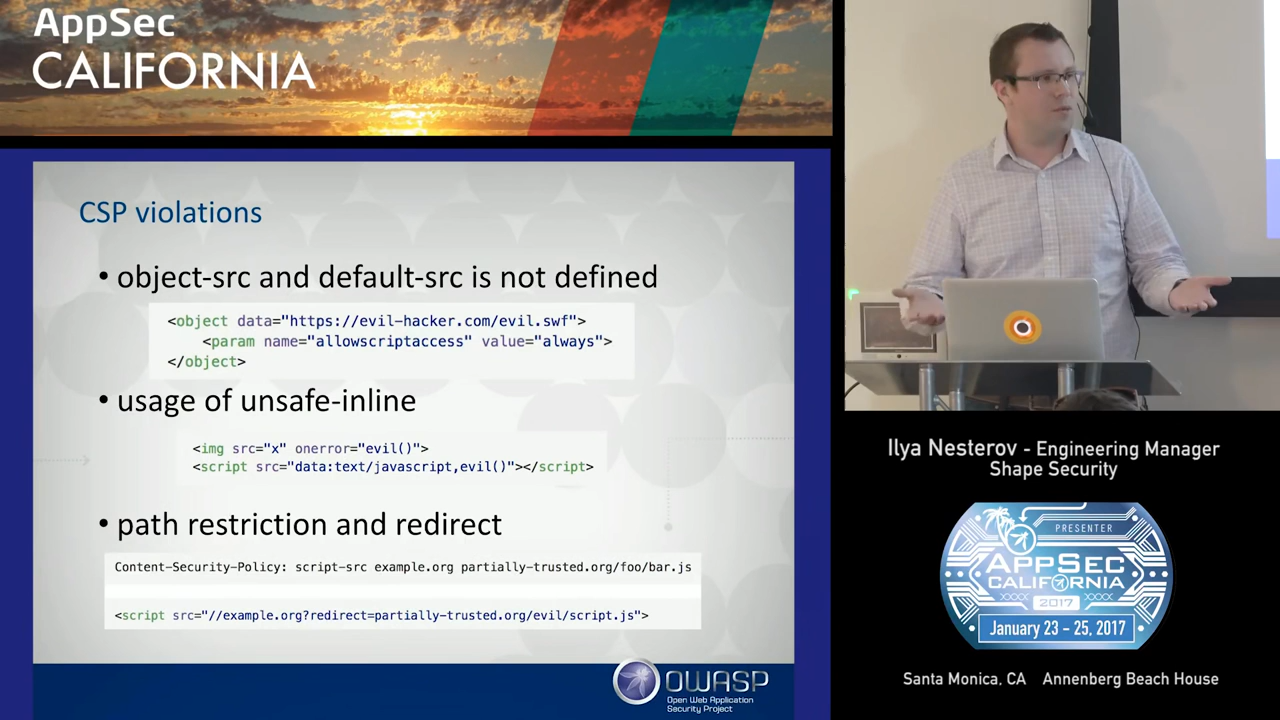 AppSec
CALIFORNIA
CSP violations
• object-src and default-src is not defined
<object data="https://evil-hacker.com/evil.swf">
<param name="allowscriptaccess" value="always">
</object>
• usage of unsafe-inline
<img src="x" onerror="evil()">
<script src="data:text/javascript,evil()"></script>
• path restriction and redirect
Content-Security-Policy: script-src example.org partially-trusted.org/foo/bar.js
<script src="//example.org?redirect=partially-trusted.org/evil/script.js">
OWASP
Open Web Application
Security Project
Ilya Nesterov - Engineering Manager
Shape Security
PRESENTER
APPSEC
CALIFORNIA
2017
January 23 - 25, 2017
Santa Monica, CA Annenberg Beach House